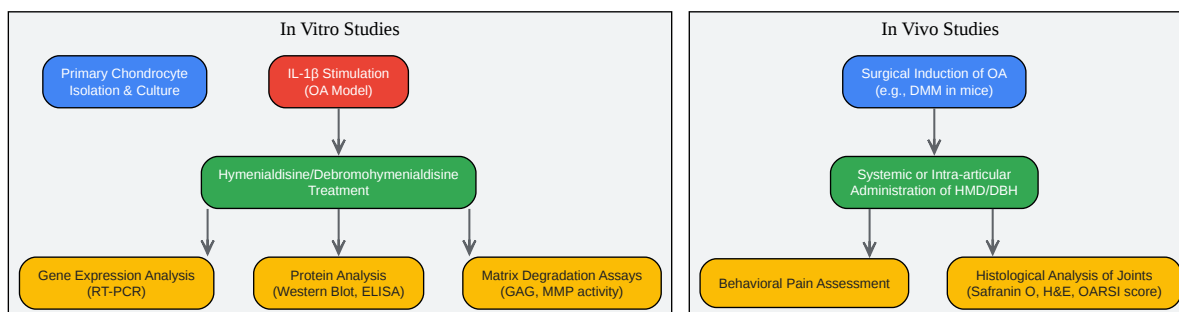 In Vitro Studies
Primary Chondrocyte
Isolation & Culture
IL-1β Stimulation
(OA Model)
Hymenialdisine/Debromohymenialdisine
Treatment
Gene Expression Analysis
(RT-PCR)
Protein Analysis
(Western Blot, ELISA)
Matrix Degradation Assays
(GAG, MMP activity)
In Vivo Studies
Surgical Induction of OA
(e.g., DMM in mice)
Systemic or Intra-articular
Administration of HMD/DBH
Behavioral Pain Assessment
Histological Analysis of Joints
(Safranin O, H&E, OARSI score)